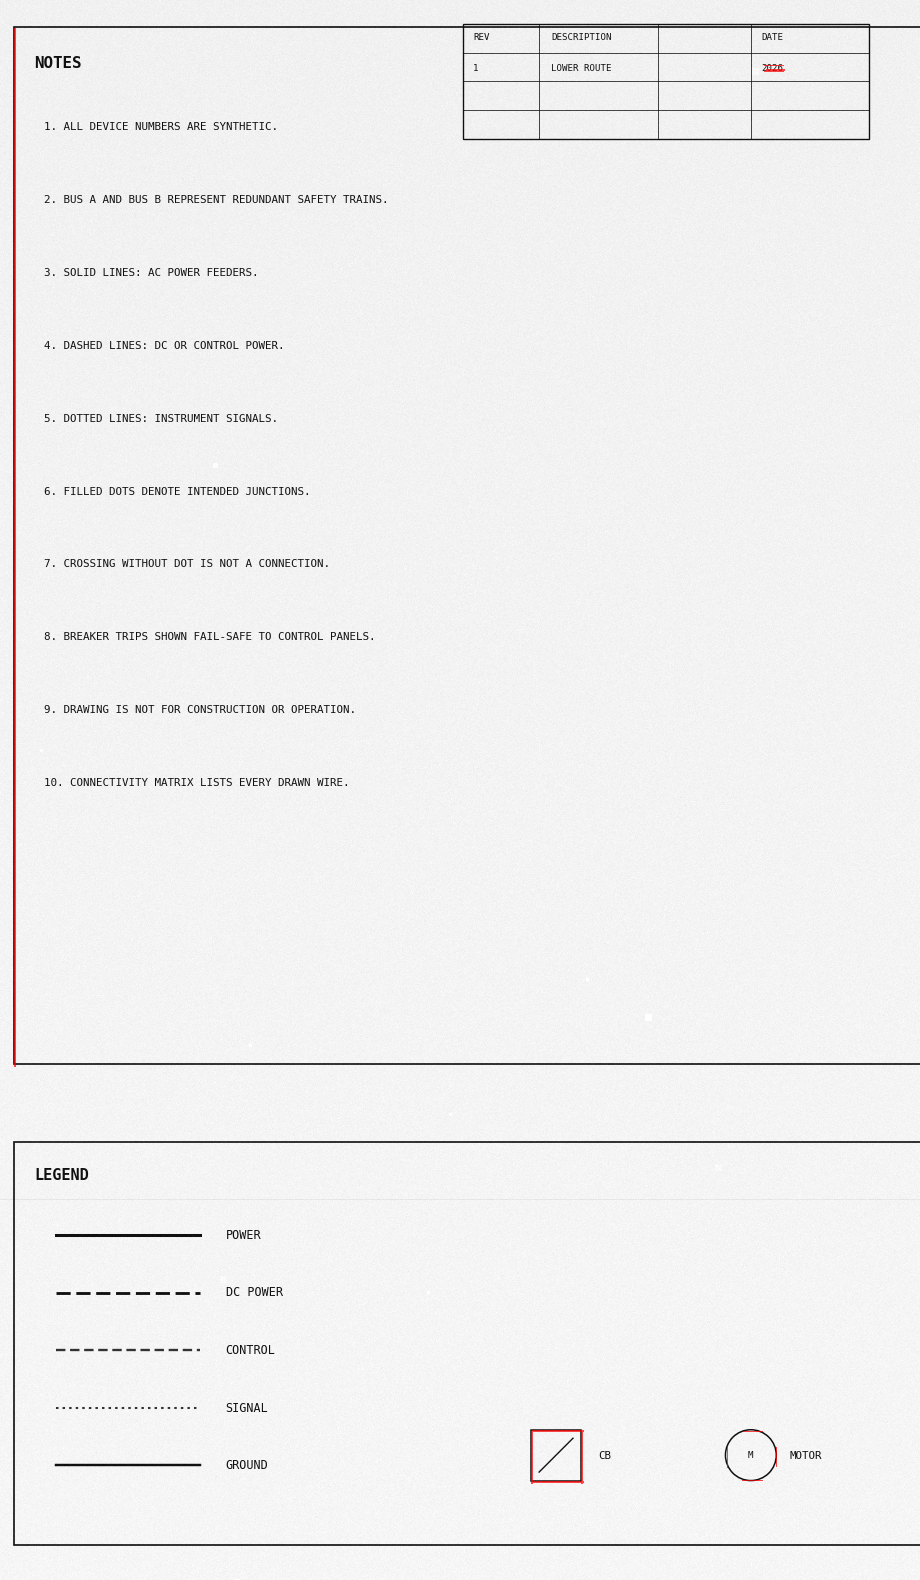 REV DESCRIPTION DATE
1 LOWER ROUTE 2026
NOTES
1. ALL DEVICE NUMBERS ARE SYNTHETIC.
2. BUS A AND BUS B REPRESENT REDUNDANT SAFETY TRAINS.
3. SOLID LINES: AC POWER FEEDERS.
4. DASHED LINES: DC OR CONTROL POWER.
5. DOTTED LINES: INSTRUMENT SIGNALS.
6. FILLED DOTS DENOTE INTENDED JUNCTIONS.
7. CROSSING WITHOUT DOT IS NOT A CONNECTION.
8. BREAKER TRIPS SHOWN FAIL-SAFE TO CONTROL PANELS.
9. DRAWING IS NOT FOR CONSTRUCTION OR OPERATION.
10. CONNECTIVITY MATRIX LISTS EVERY DRAWN WIRE.
LEGEND
POWER
DC POWER
CONTROL
SIGNAL
GROUND
CB
M MOTOR